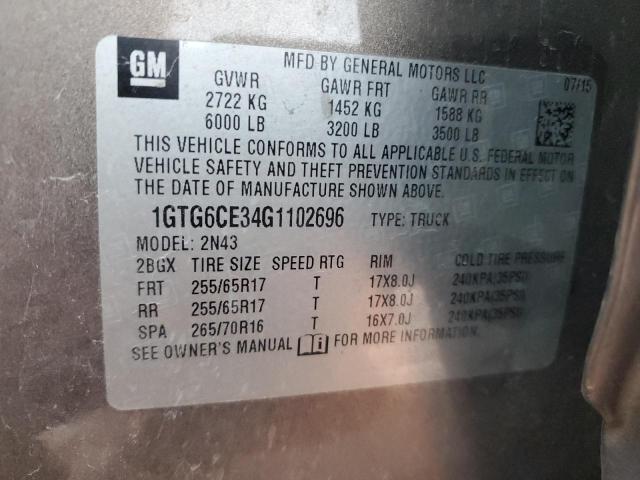 GM
MFD BY GENERAL MOTORS LLC
07/15
GVWR GAWR FRT GAWR RR
2722 KG 1452 KG 1588 KG
6000 LB 3200 LB 3500 LB
THIS VEHICLE CONFORMS TO ALL APPLICABLE U.S. FEDERAL MOTOR
VEHICLE SAFETY AND THEFT PREVENTION STANDARDS IN EFFECT ON
THE DATE OF MANUFACTURE SHOWN ABOVE.
1GTG6CE34G1102696 TYPE: TRUCK
MODEL: 2N43
2BGX TIRE SIZE SPEED RTG RIM COLD TIRE PRESSURE
FRT 255/65R17 T 17X8.0J 240KPA(35PSI)
RR 255/65R17 T 17X8.0J 240KPA(35PSI)
SPA 265/70R16 T 16X7.0J 240KPA(35PSI)
SEE OWNER'S MANUAL FOR MORE INFORMATION.